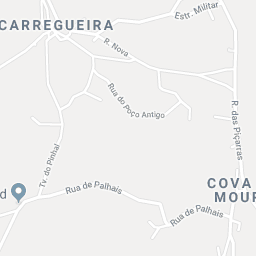 Estr. Militar
CARREGUEIRA
R. Nova
Rua do Poço Antigo
R. das Piçarras
Tv. do Pinhal
COVA
MOUR
d
Rua de Palhais
Rua de Palhais